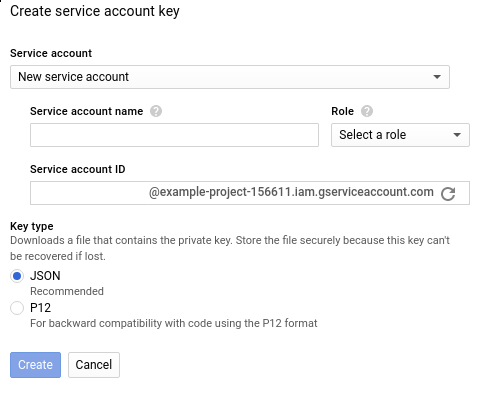 Create service account key
Service account
New service account
Service account name ?
Role ?
Select a role
Service account ID
@example-project-156611.iam.gserviceaccount.com
Key type
Downloads a file that contains the private key. Store the file securely because this key can't
be recovered if lost.
JSON
Recommended
P12
For backward compatibility with code using the P12 format
Create Cancel